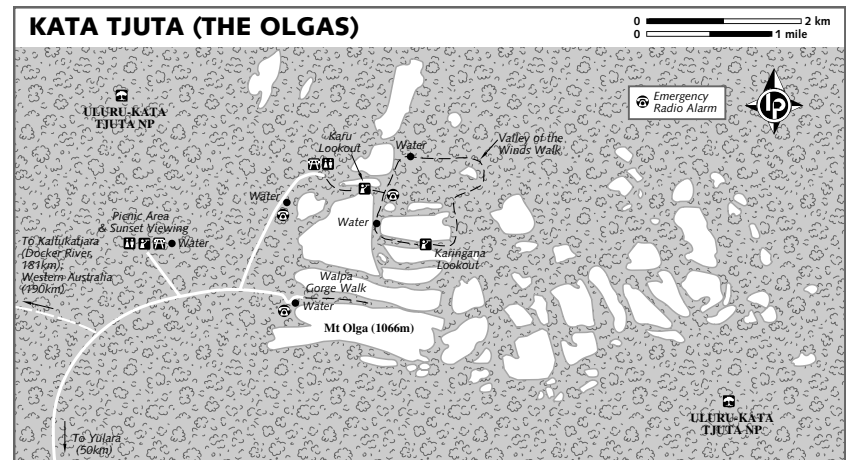 KATA TJUTA (THE OLGAS)
0 2 km
0 1 mile
Emergency
Radio Alarm
lp
ULURU-KATA
TJUTA NP
Karu
Lookout
Water
Valley of the
Winds Walk
Water
Picnic Area
& Sunset Viewing
Water
Water
To Kaltukatjara
(Docker River,
181km);
Western Australia
(190km)
Karingana
Lookout
Walpa
Gorge Walk
Water
Mt Olga (1066m)
ULURU-KATA
TJUTA NP
To Yulara
(50km)